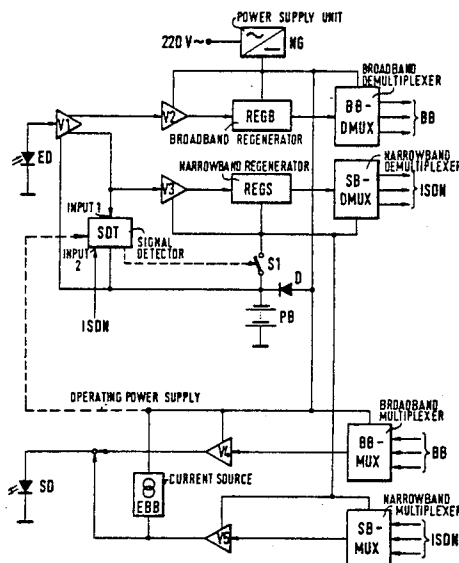 POWER SUPPLY UNIT
220V ~
NG
BROADBAND
DEMULTIPLEXER
V1
V2
REGB
BROADBAND REGENERATOR
BB-
DMUX
BB
ED
NARROWBAND REGENERATOR
NARROWBAND
DEMULTIPLEXER
V3
REGS
SB-
DMUX
ISDN
INPUT 1
SDT
INPUT 2
SIGNAL
DETECTOR
S1
D
ISDN
PB
OPERATING POWER SUPPLY
BROADBAND
MULTIPLEXER
V4
BB-
MUX
BB
SD
CURRENT SOURCE
EBB
NARROWBAND
MULTIPLEXER
V5
SB-
MUX
ISDN